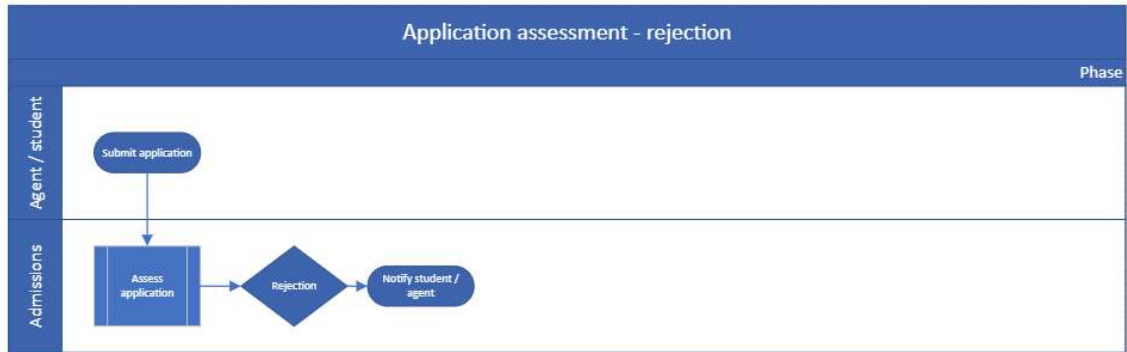 Application assessment - rejection
Phase
Agent / student
Submit application
Admissions
Assess
application
Rejection
Notify student /
agent